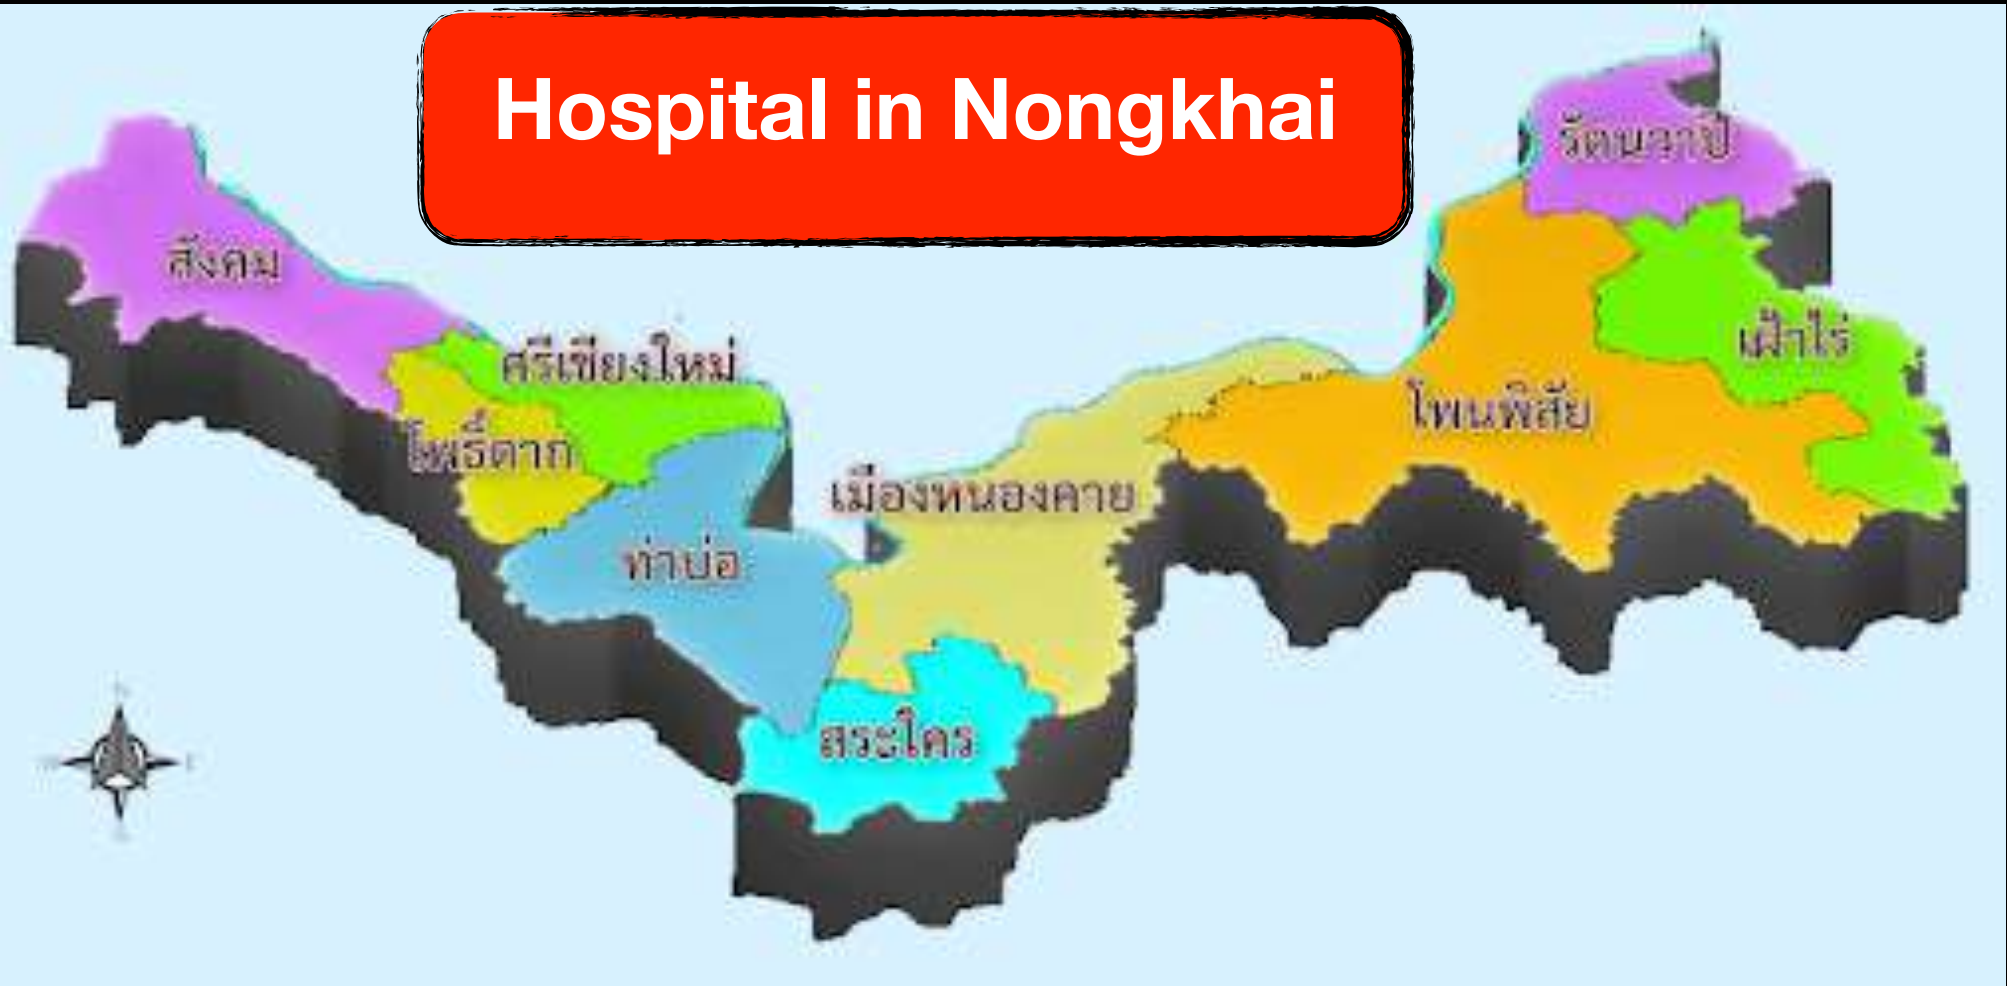 Hospital in Nongkhai
รัตนวาปี
สังคม
ศรีเชียงใหม่
เฝ้าไร่
โพนพิสัย
โพธิ์ตาก
เมืองหนองคาย
ท่าบ่อ
สระใคร